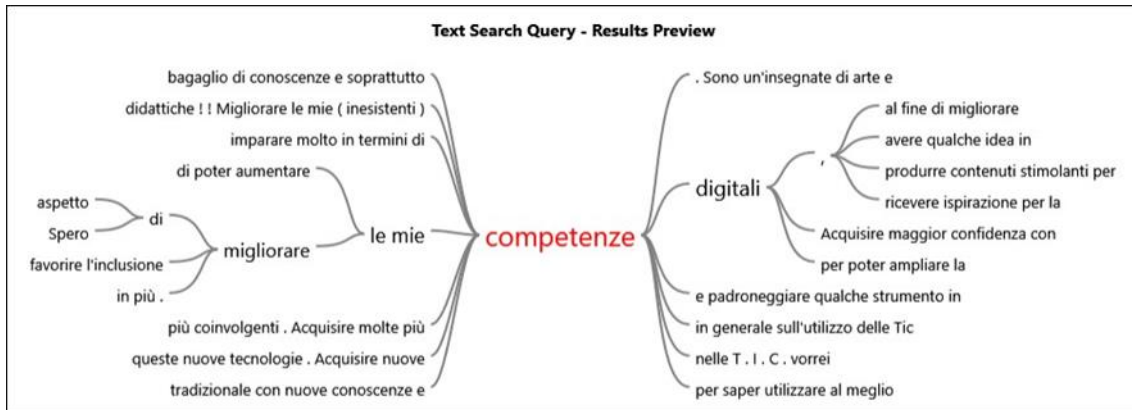 Text Search Query - Results Preview
bagaglio di conoscenze e soprattutto
didattiche ! ! Migliorare le mie ( inesistenti )
imparare molto in termini di
di poter aumentare
aspetto
Spero
di
favorire l'inclusione
in più .
migliorare
le mie
più coinvolgenti . Acquisire molte più
queste nuove tecnologie . Acquisire nuove
tradizionale con nuove conoscenze e
competenze
. Sono un'insegnate di arte e
digitali
,
al fine di migliorare
avere qualche idea in
produrre contenuti stimolanti per
ricevere ispirazione per la
Acquisire maggior confidenza con
per poter ampliare la
e padroneggiare qualche strumento in
in generale sull'utilizzo delle Tic
nelle T . I . C . vorrei
per saper utilizzare al meglio